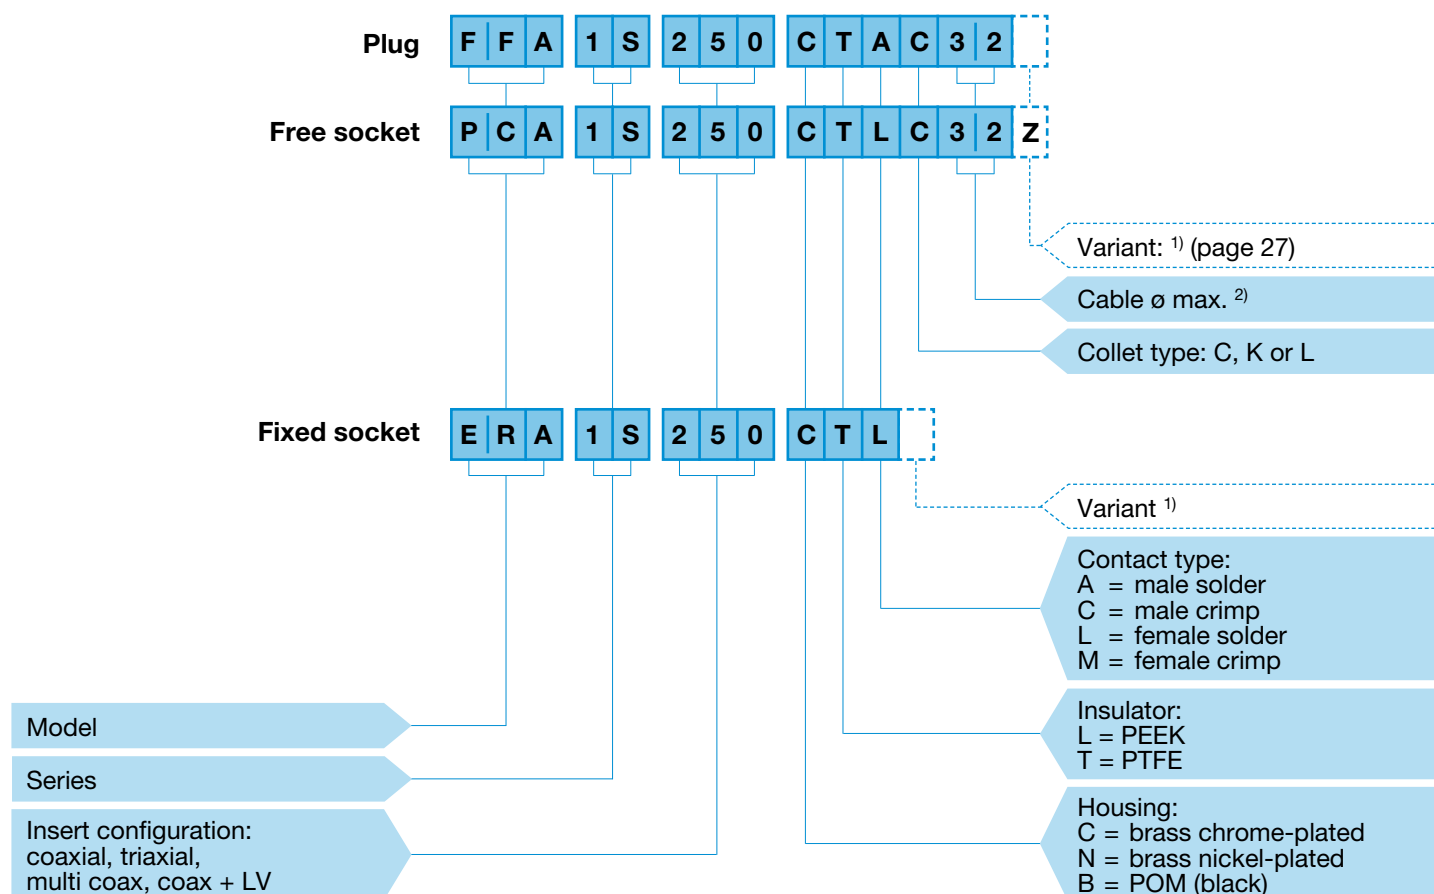 Plug F F A 1 S 2 5 0 C T A C 3 2
Free socket P C A 1 S 2 5 0 C T L C 3 2 Z
Variant: 1) (page 27)
Cable ø max. 2)
Collet type: C, K or L
Fixed socket E R A 1 S 2 5 0 C T L
Variant 1)
Contact type:
A = male solder
C = male crimp
L = female solder
M = female crimp
Insulator:
L = PEEK
T = PTFE
Housing:
C = brass chrome-plated
N = brass nickel-plated
B = POM (black)
Model
Series
Insert configuration:
coaxial, triaxial,
multi coax, coax + LV